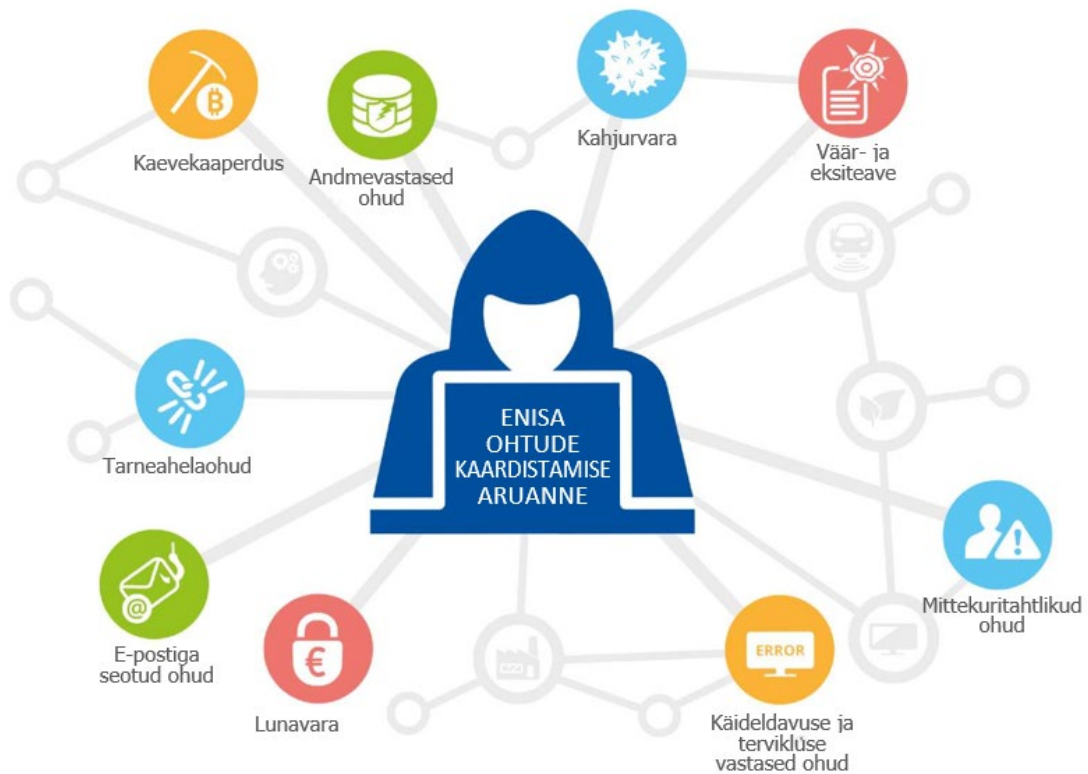 Kaevekaaperdus
Andmevastased
ohud
Kahjurvara
Väär- ja
eksiteave
ENISA
OHTUDE
KAARDISTAMISE
ARUANNE
Tarneahelaohud
E-postiga
seotud ohud
@
Lunavara
€
ERROR
Käideldavuse ja
tervikluse
vastased ohud
Mittekuritahtlikud
ohud